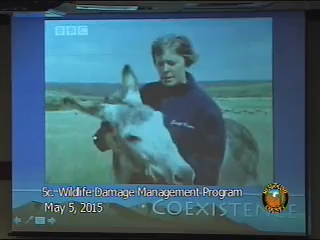 BBC
5c. Wildlife Damage Management Program
May 5, 2015
COEXISTENCE